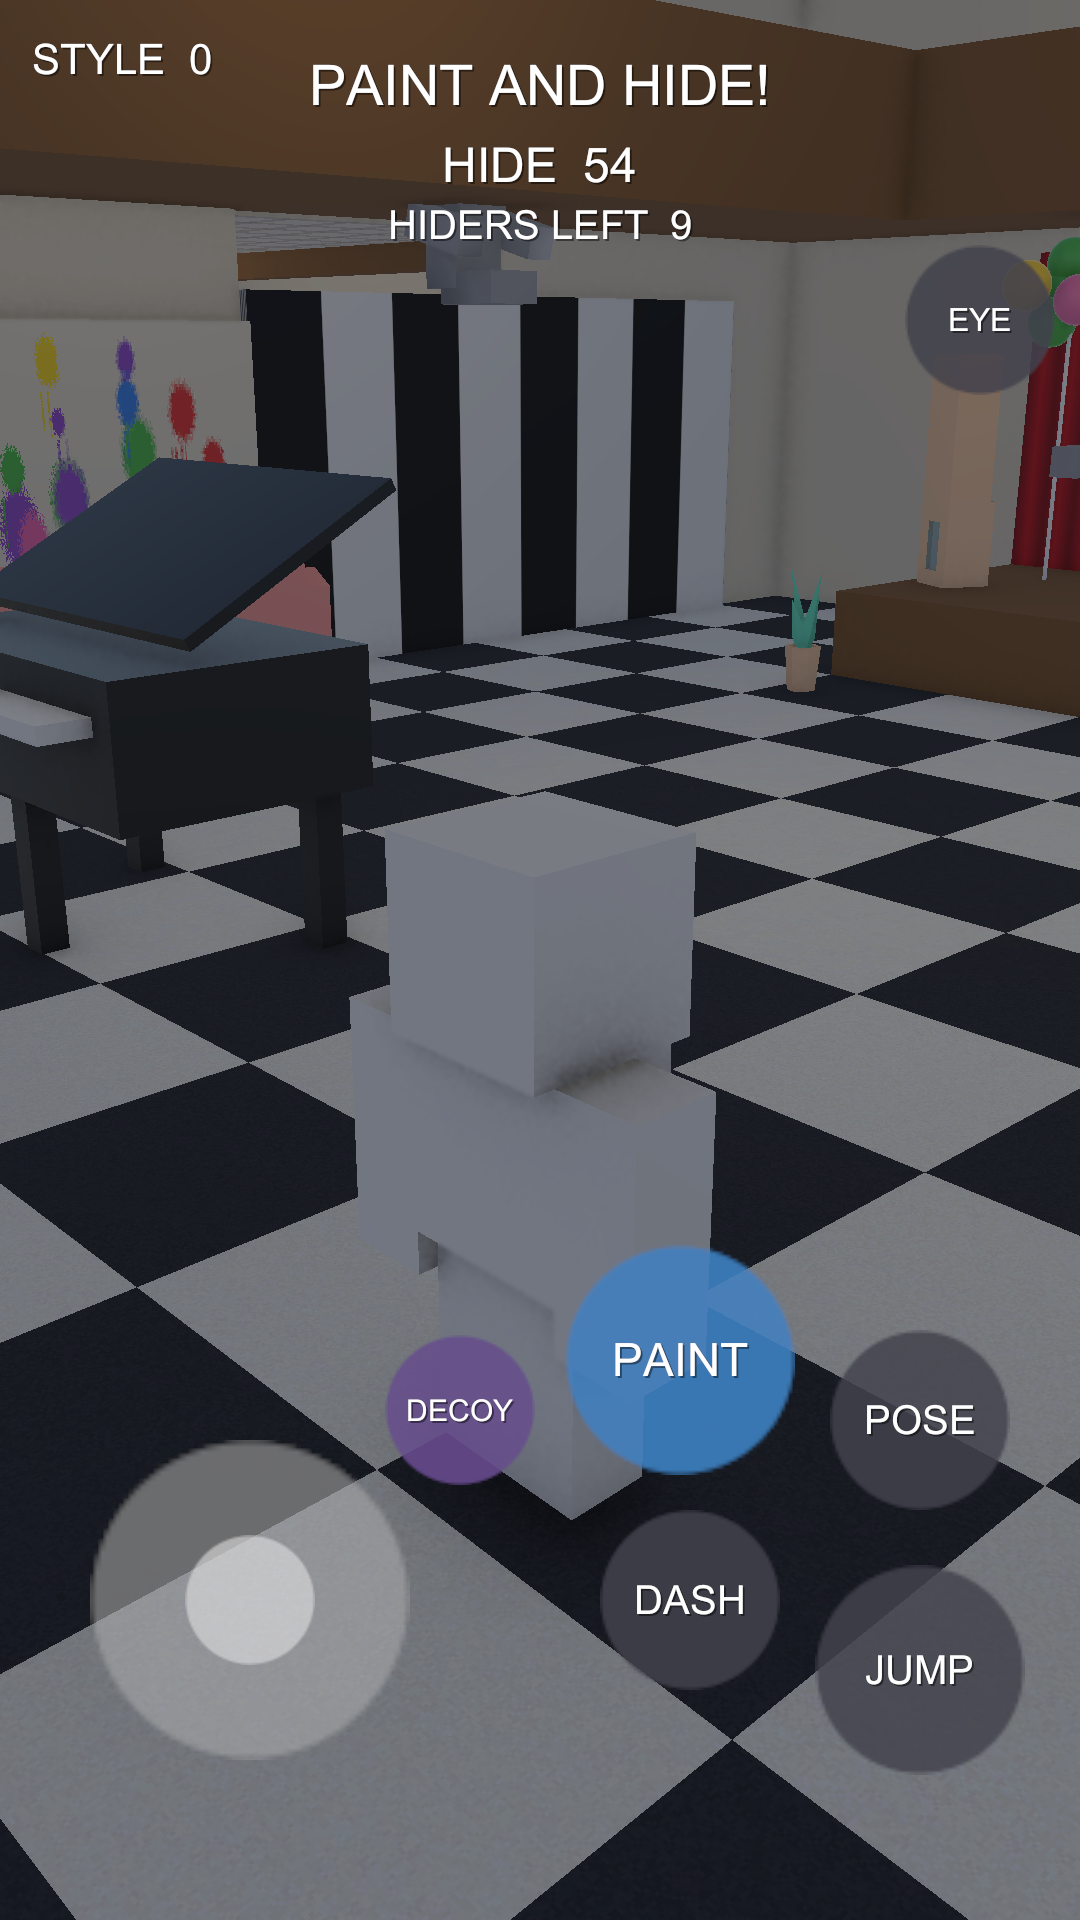 STYLE 0
PAINT AND HIDE!
HIDE 54
HIDERS LEFT 9
EYE
PAINT
DECOY
POSE
DASH
JUMP